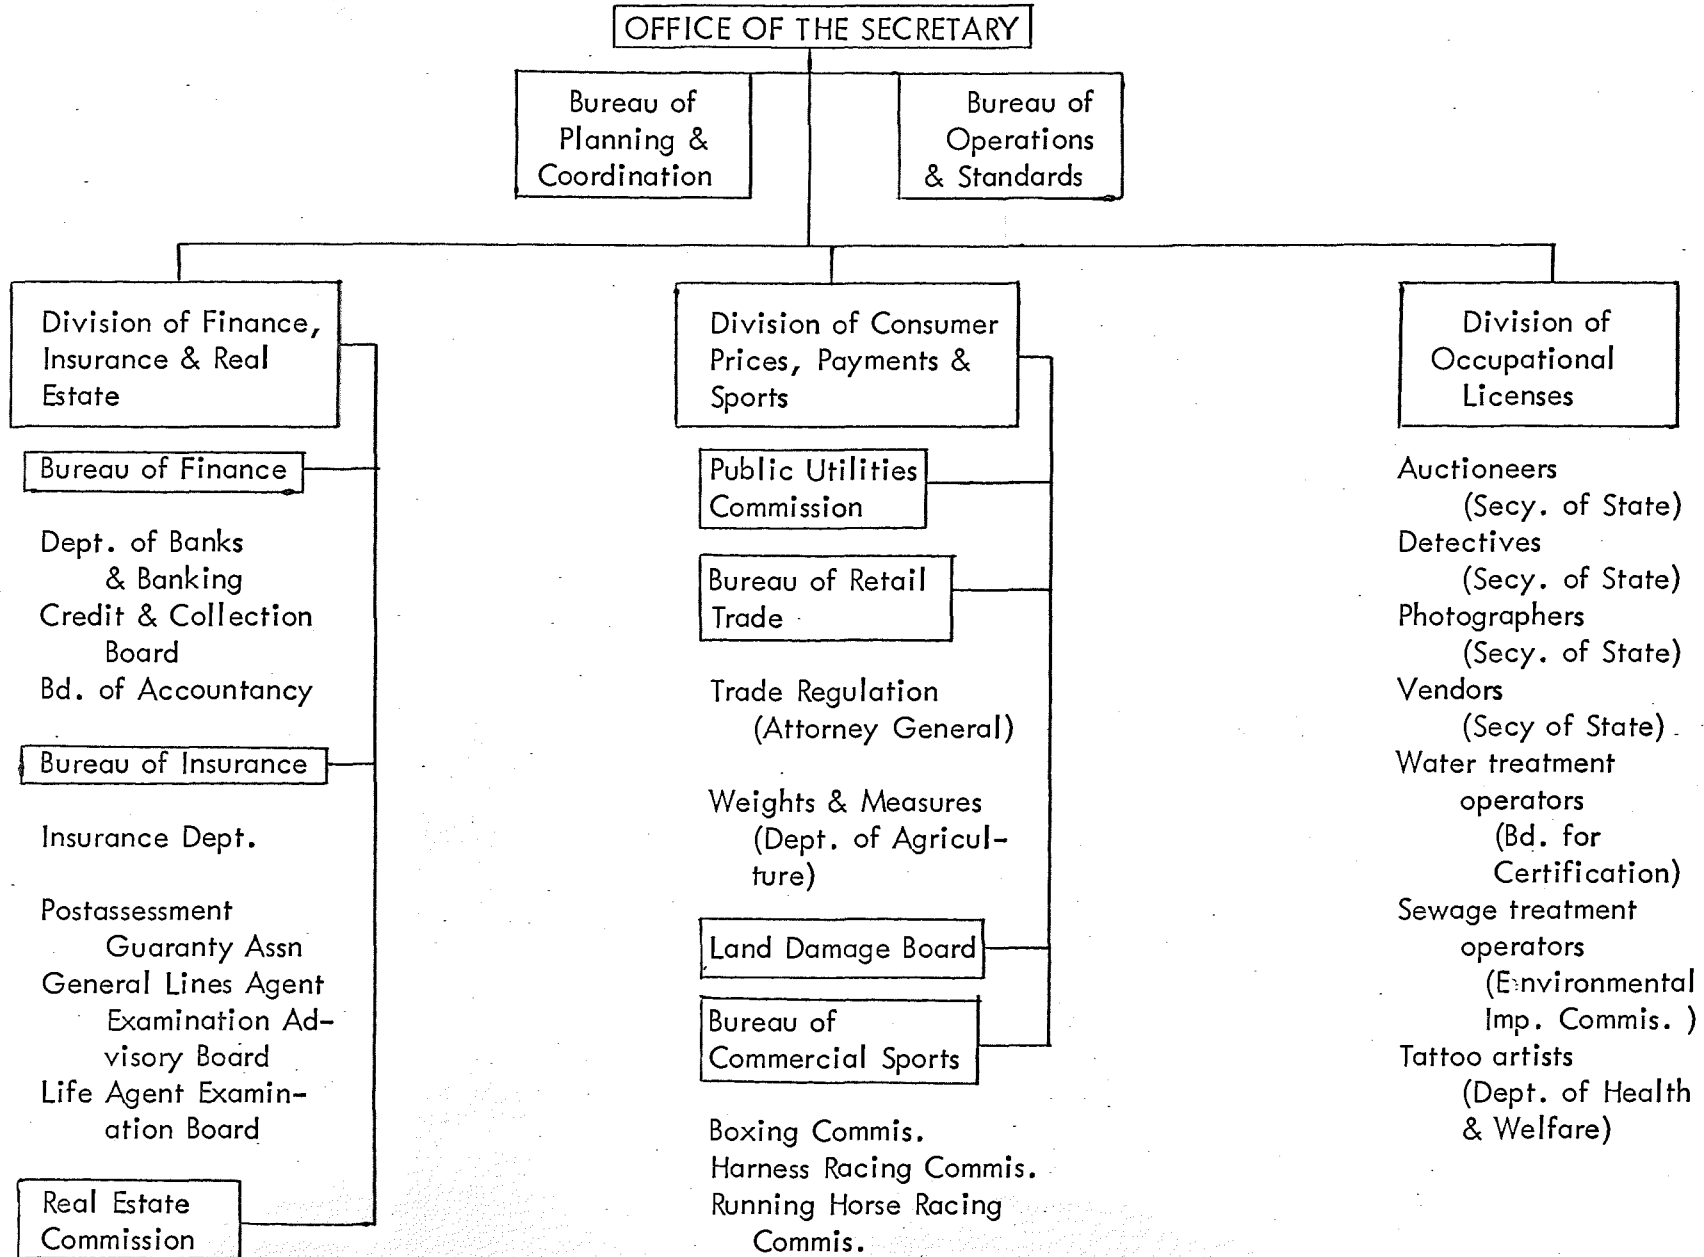 OFFICE OF THE SECRETARY
Bureau of
Planning &
Coordination
Bureau of
Operations
& Standards
Division of Finance,
Insurance & Real
Estate
Bureau of Finance
Dept. of Banks
& Banking
Credit & Collection
Board
Bd. of Accountancy
Bureau of Insurance
Insurance Dept.
Postassessment
Guaranty Assn
General Lines Agent
Examination Ad-
visory Board
Life Agent Examin-
ation Board
Real Estate
Commission
Division of Consumer
Prices, Payments &
Sports
Public Utilities
Commission
Bureau of Retail
Trade
Trade Regulation
(Attorney General)
Weights & Measures
(Dept. of Agricul-
ture)
Land Damage Board
Bureau of
Commercial Sports
Boxing Commis.
Harness Racing Commis.
Running Horse Racing
Commis.
Division of
Occupational
Licenses
Auctioneers
(Secy. of State)
Detectives
(Secy. of State)
Photographers
(Secy. of State)
Vendors
(Secy of State)
Water treatment
operators
(Bd. for
Certification)
Sewage treatment
operators
(Environmental
Imp. Commis. )
Tattoo artists
(Dept. of Health
& Welfare)